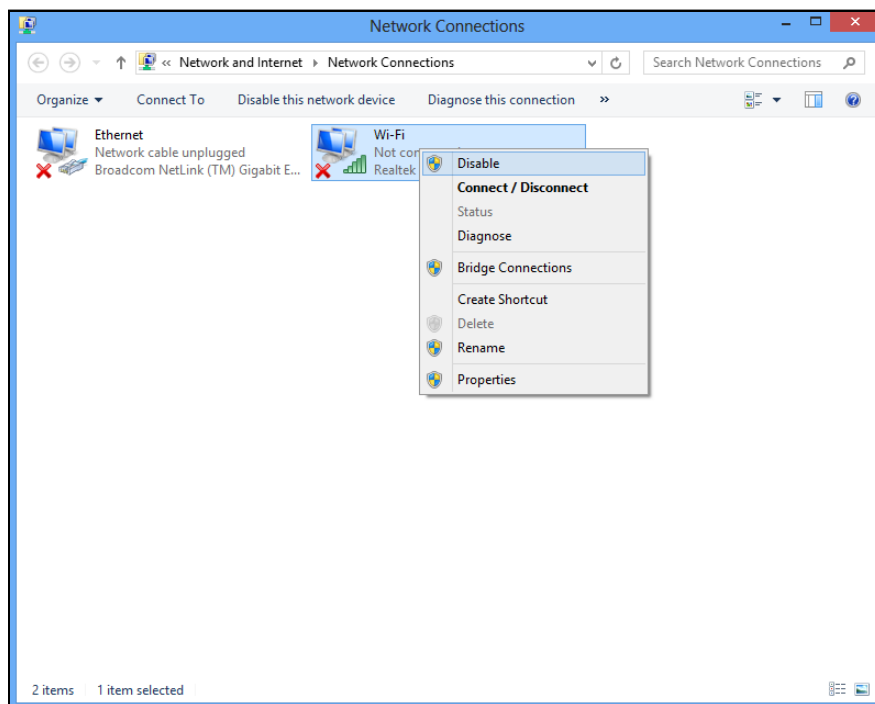 Network Connections
« Network and Internet Network Connections
Search Network Connections
Organize Connect To Disable this network device Diagnose this connection »
Ethernet
Network cable unplugged
Broadcom NetLink (TM) Gigabit E...
Wi-Fi
Not con
Realtek
Disable
Connect / Disconnect
Status
Diagnose
Bridge Connections
Create Shortcut
Delete
Rename
Properties
2 items 1 item selected